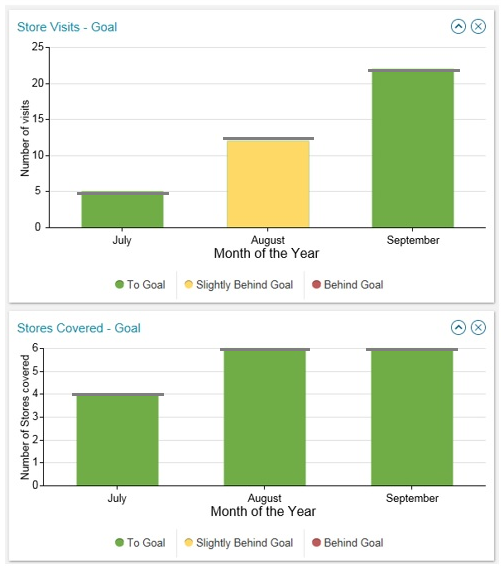 Store Visits - Goal
Number of visits
25
20
15
10
5
0
July August September
Month of the Year
To Goal Slightly Behind Goal Behind Goal
Stores Covered - Goal
Number of Stores covered
6
5
4
3
2
1
0
July August September
Month of the Year
To Goal Slightly Behind Goal Behind Goal